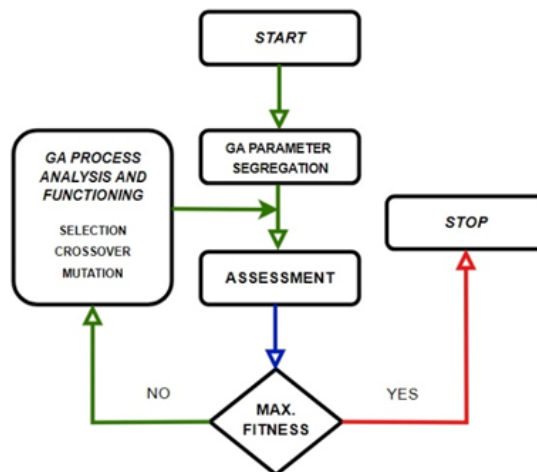 START
GA PARAMETER
SEGREGATION
GA PROCESS
ANALYSIS AND
FUNCTIONING
SELECTION
CROSSOVER
MUTATION
STOP
ASSESSMENT
NO
YES
MAX.
FITNESS